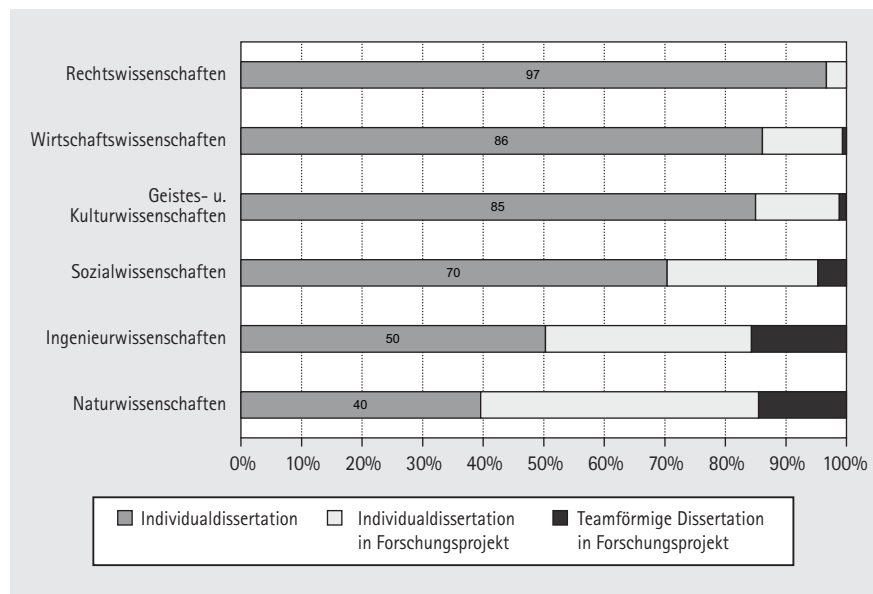 Rechtswissenschaften
97
Wirtschaftswissenschaften
86
Geistes- u.
Kulturwissenschaften
85
Sozialwissenschaften
70
Ingenieurwissenschaften
50
Naturwissenschaften
40
0% 10% 20% 30% 40% 50% 60% 70% 80% 90% 100%
Individualdissertation
Individualdissertation
in Forschungsprojekt
Teamförmige Dissertation
in Forschungsprojekt